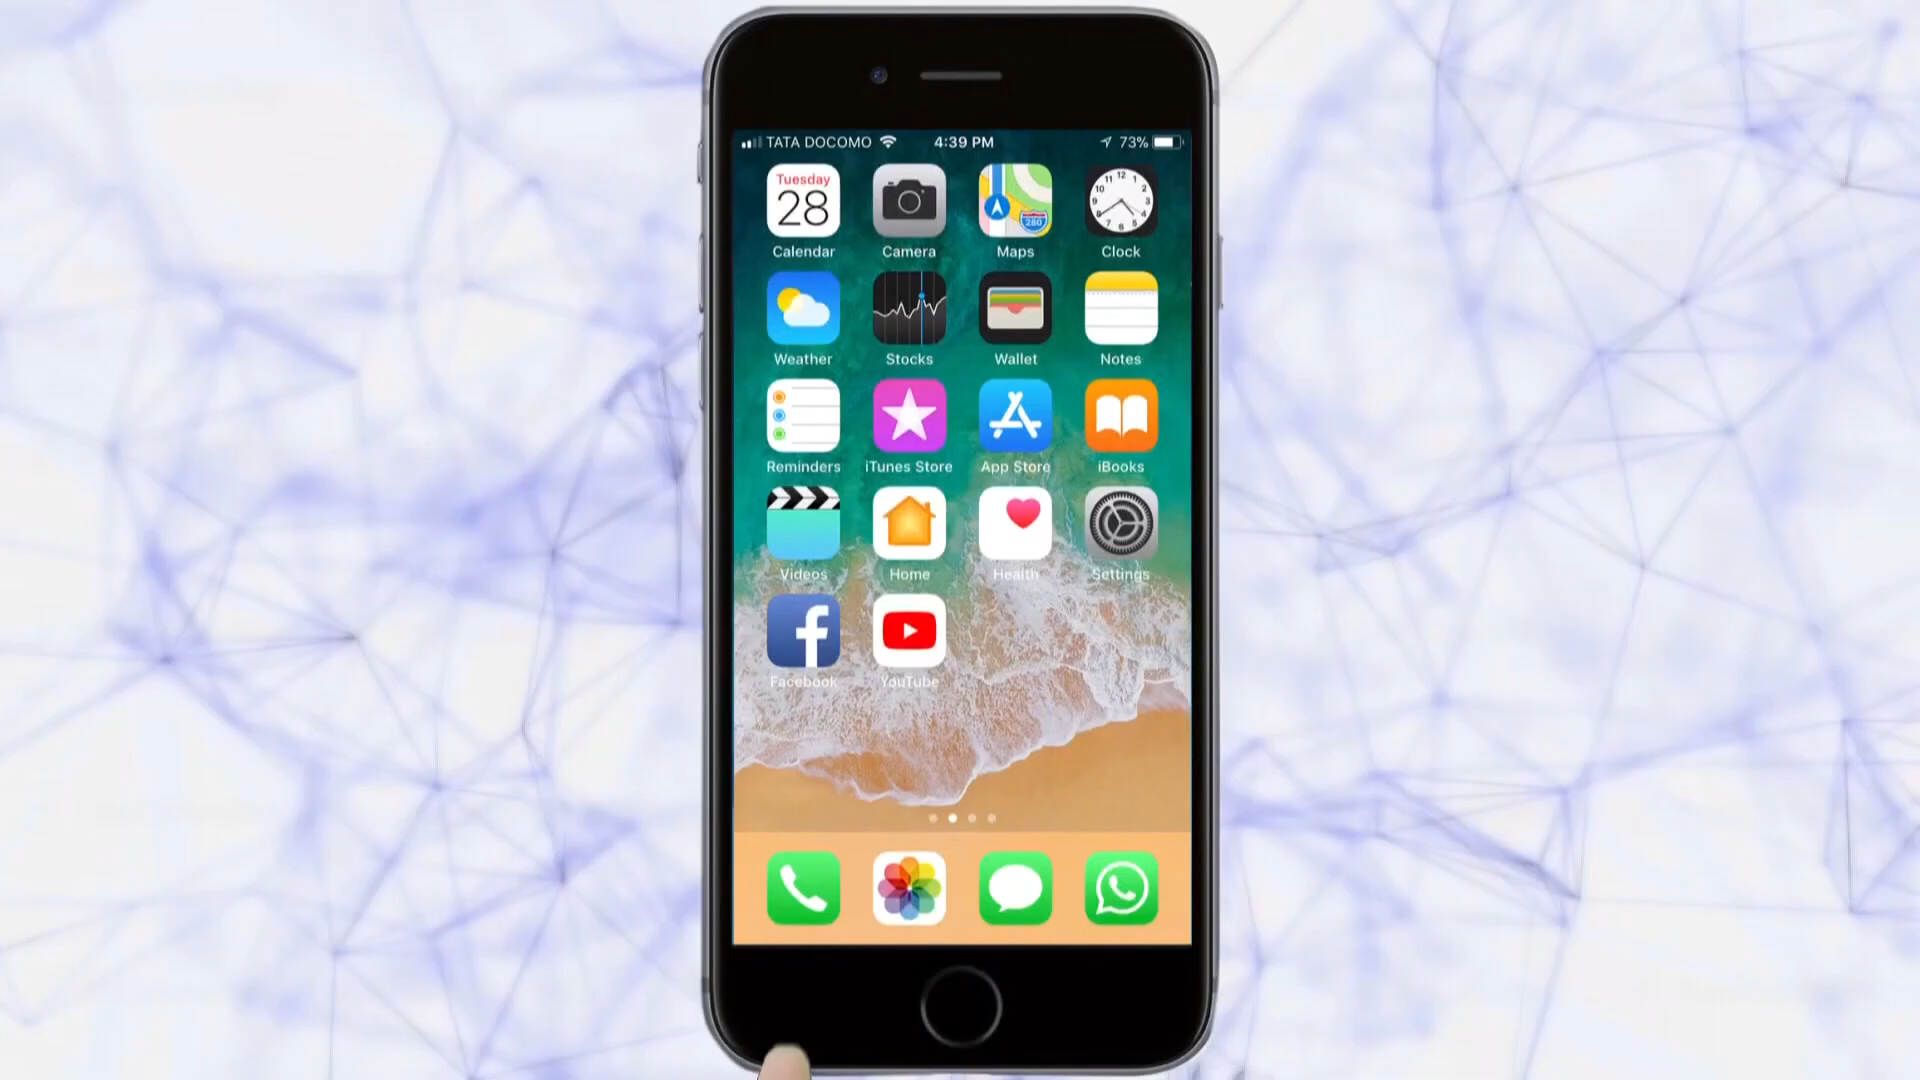 TATA DOCOMO 4:39 PM 73%
Tuesday
28
Calendar Camera Maps Clock
Weather Stocks Wallet Notes
Reminders iTunes Store App Store iBooks
Videos Home Health Settings
Facebook YouTube